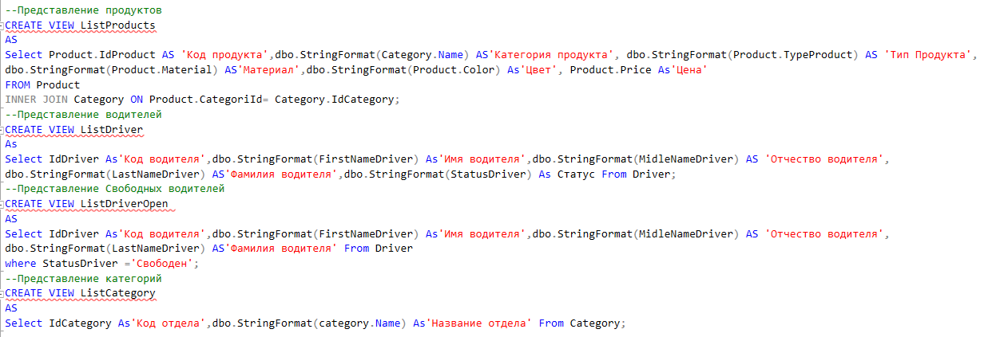 --Представление продуктов
CREATE VIEW ListProducts
AS
Select Product.IdProduct AS 'Код продукта',dbo.StringFormat(Category.Name) AS'Категория продукта', dbo.StringFormat(Product.TypeProduct) AS 'Тип Продукта',
dbo.StringFormat(Product.Material) AS'Материал',dbo.StringFormat(Product.Color) As'Цвет', Product.Price As'Цена'
FROM Product
INNER JOIN Category ON Product.CategoriId= Category.IdCategory;
--Представление водителей
CREATE VIEW ListDriver
As
Select IdDriver As'Код водителя',dbo.StringFormat(FirstNameDriver) As'Имя водителя',dbo.StringFormat(MidleNameDriver) AS 'Отчество водителя',
dbo.StringFormat(LastNameDriver) AS'Фамилия водителя',dbo.StringFormat(StatusDriver) As Статус From Driver;
--Представление Свободных водителей
CREATE VIEW ListDriverOpen
AS
Select IdDriver As'Код водителя',dbo.StringFormat(FirstNameDriver) As'Имя водителя',dbo.StringFormat(MidleNameDriver) AS 'Отчество водителя',
dbo.StringFormat(LastNameDriver) AS'Фамилия водителя' From Driver
where StatusDriver ='Свободен';
--Представление категорий
CREATE VIEW ListCategory
AS
Select IdCategory As'Код отдела',dbo.StringFormat(category.Name) As'Название отдела' From Category;